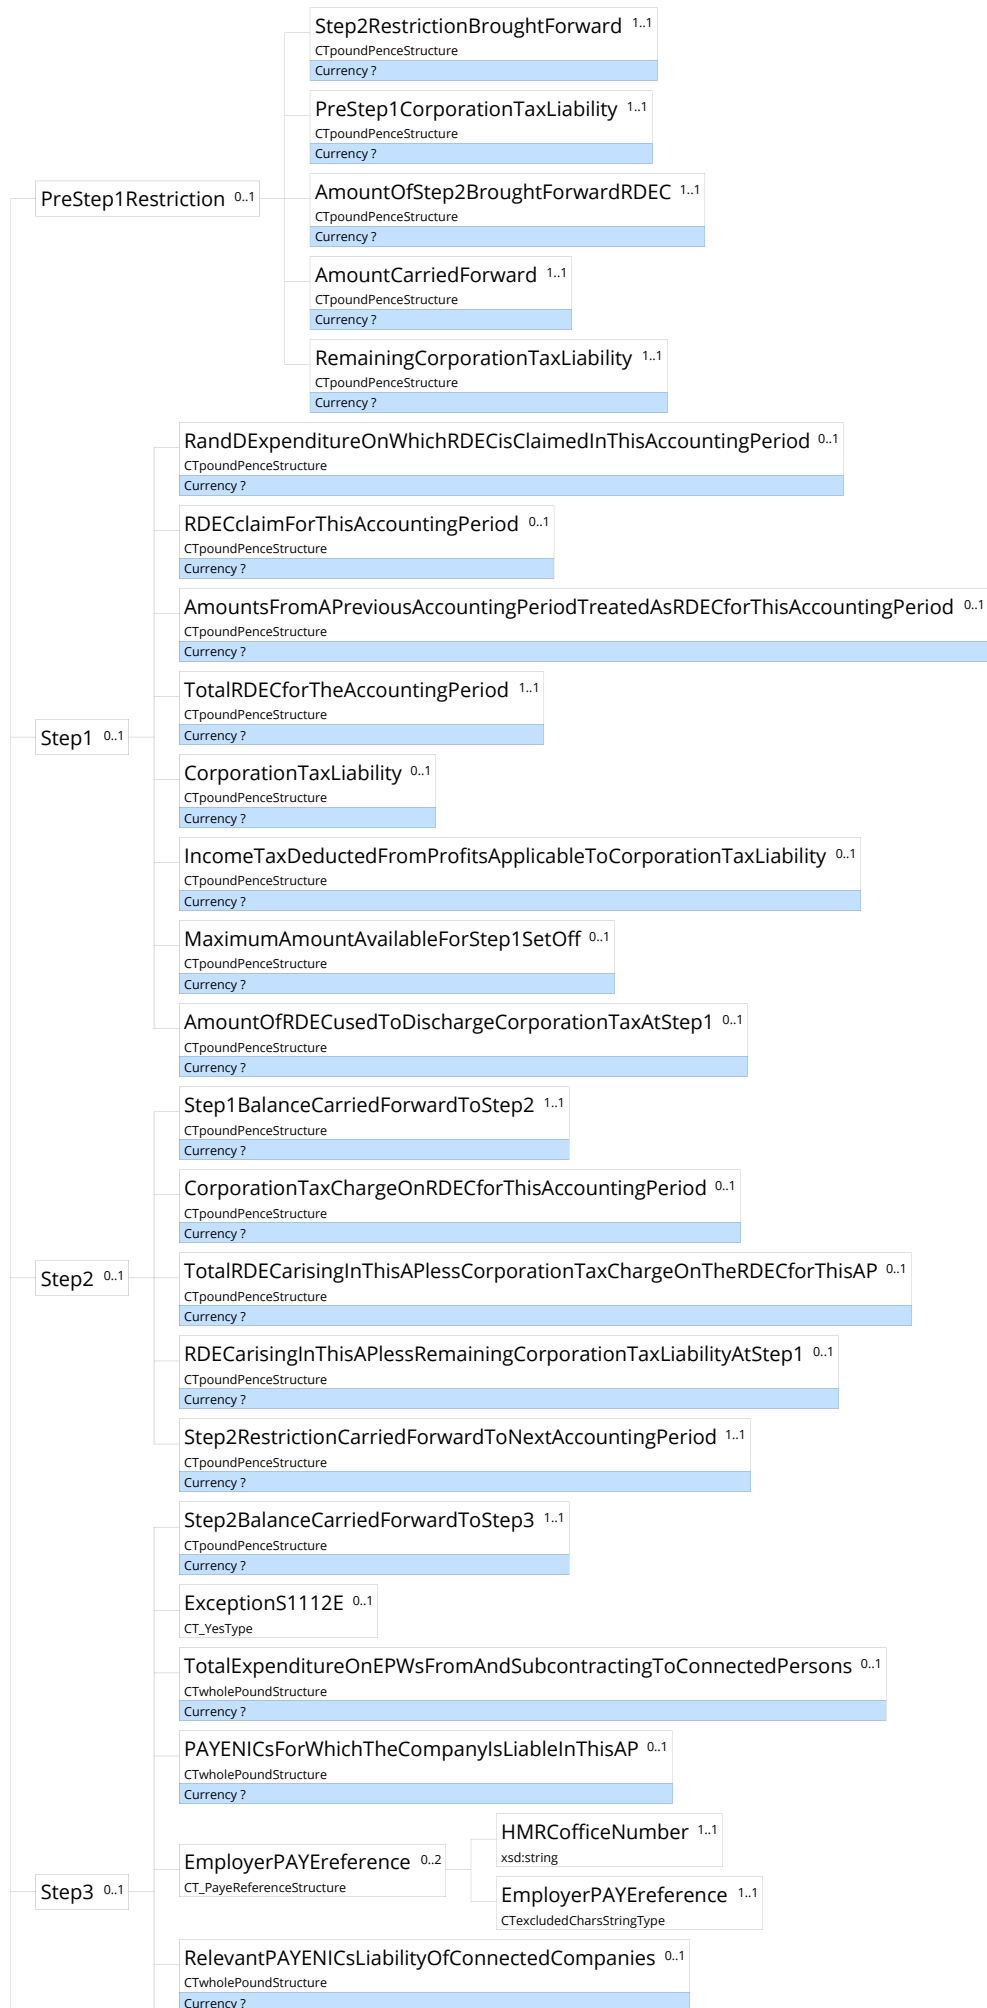 Step2RestrictionBroughtForward 1..1
CTpoundPenceStructure
Currency ?
PreStep1CorporationTaxLiability 1..1
CTpoundPenceStructure
Currency ?
PreStep1Restriction 0..1
AmountOfStep2BroughtForwardRDEC 1..1
CTpoundPenceStructure
Currency ?
AmountCarriedForward 1..1
CTpoundPenceStructure
Currency ?
RemainingCorporationTaxLiability 1..1
CTpoundPenceStructure
Currency ?
RandDExpenditureOnWhichRDECisClaimedInThisAccountingPeriod 0..1
CTpoundPenceStructure
Currency ?
RDECclaimForThisAccountingPeriod 0..1
CTpoundPenceStructure
Currency ?
AmountsFromAPreviousAccountingPeriodTreatedAsRDECforThisAccountingPeriod 0..1
CTpoundPenceStructure
Currency ?
TotalRDECforTheAccountingPeriod 1..1
CTpoundPenceStructure
Currency ?
Step1 0..1
CorporationTaxLiability 0..1
CTpoundPenceStructure
Currency ?
IncomeTaxDeductedFromProfitsApplicableToCorporationTaxLiability 0..1
CTpoundPenceStructure
Currency ?
MaximumAmountAvailableForStep1SetOff 0..1
CTpoundPenceStructure
Currency ?
AmountOfRDECusedToDischargeCorporationTaxAtStep1 0..1
CTpoundPenceStructure
Currency ?
Step1BalanceCarriedForwardToStep2 1..1
CTpoundPenceStructure
Currency ?
CorporationTaxChargeOnRDECforThisAccountingPeriod 0..1
CTpoundPenceStructure
Currency ?
Step2 0..1
TotalRDECarisingInThisAPlessCorporationTaxChargeOnTheRDECforThisAP 0..1
CTpoundPenceStructure
Currency ?
RDECarisingInThisAPlessRemainingCorporationTaxLiabilityAtStep1 0..1
CTpoundPenceStructure
Currency ?
Step2RestrictionCarriedForwardToNextAccountingPeriod 1..1
CTpoundPenceStructure
Currency ?
Step2BalanceCarriedForwardToStep3 1..1
CTpoundPenceStructure
Currency ?
ExceptionS1112E 0..1
CT_YesType
TotalExpenditureOnEPWsFromAndSubcontractingToConnectedPersons 0..1
CTwholePoundStructure
Currency ?
PAYENICsForWhichTheCompanyIsLiableInThisAP 0..1
CTwholePoundStructure
Currency ?
Step3 0..1
EmployerPAYEreference 0..2
CT_PayeReferenceStructure
HMRCofficeNumber 1..1
xsd:string
EmployerPAYEreference 1..1
CTexcludedCharsStringType
RelevantPAYENICsLiabilityOfConnectedCompanies 0..1
CTwholePoundStructure
Currency ?